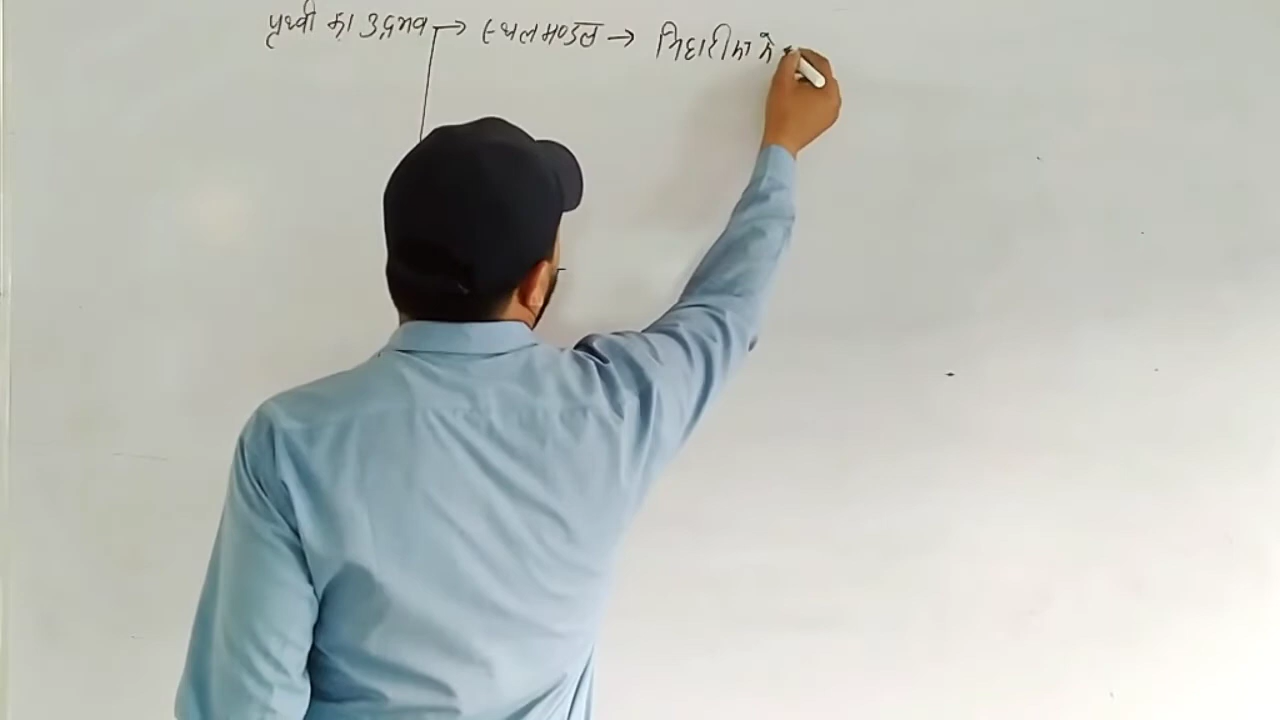 पृथ्वी का उद्भव → स्थलमण्डल →